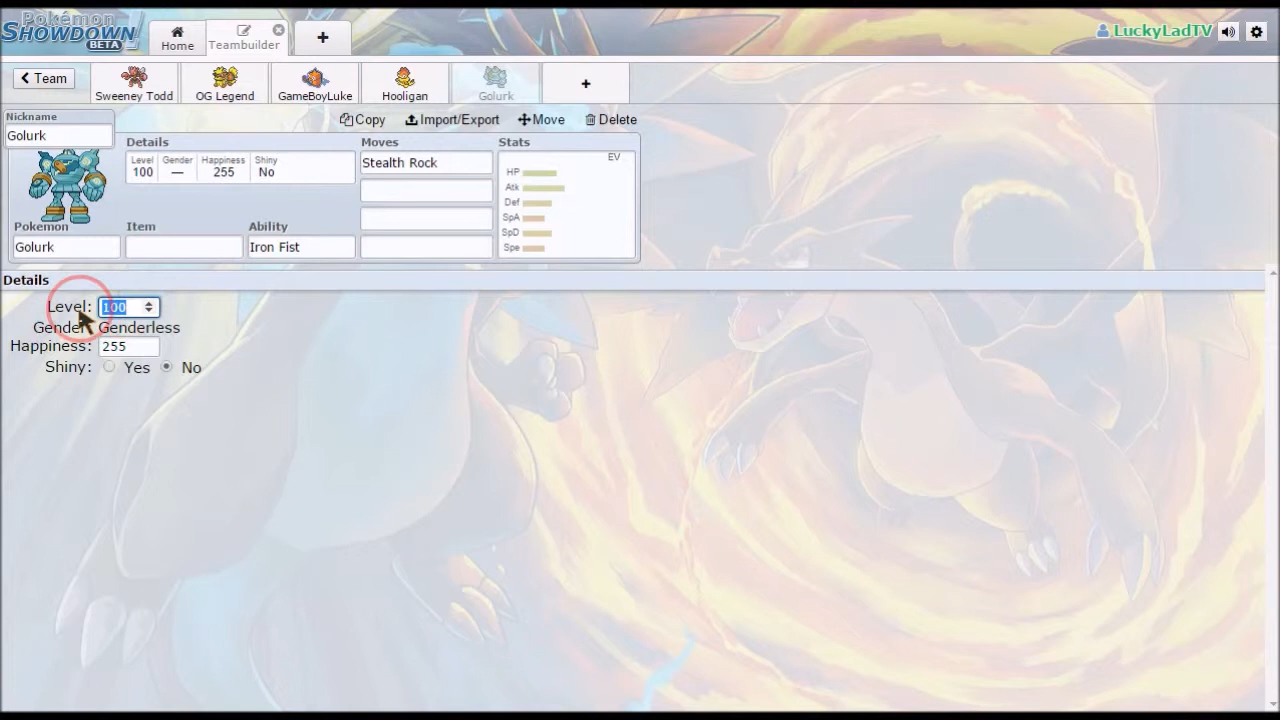 Pokémon
SHOWDOWN
BETA
Home
Teambuilder
+
LuckyLadTV
Team
Sweeney Todd
OG Legend
GameBoyLuke
Hooligan
Golurk
+
Nickname
Golurk
Copy
Import/Export
Move
Delete
Details
Level Gender Happiness Shiny
100 — 255 No
Moves
Stealth Rock
Stats
EV
HP
Atk
Def
SpA
SpD
Spe
Pokemon
Golurk
Item
Ability
Iron Fist
Details
Level: 100
Gender: Genderless
Happiness: 255
Shiny: Yes No